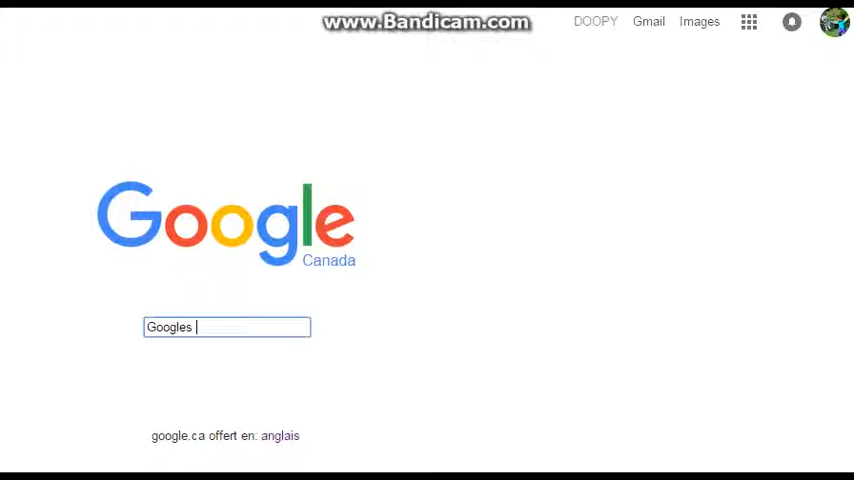 www.Bandicam.com
DOOPY Gmail Images
Google
Canada
Googles
google.ca offert en: anglais